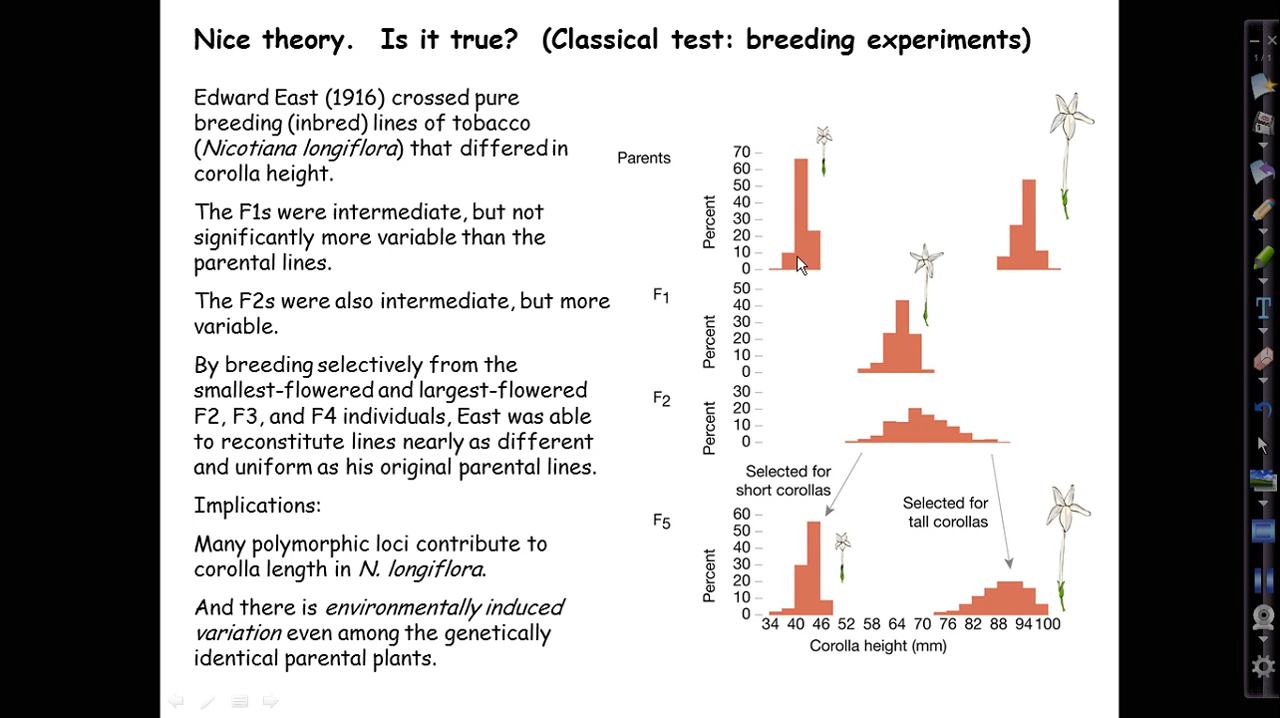 Nice theory.  Is it true?  (Classical test: breeding experiments)
Edward East (1916) crossed pure
breeding (inbred) lines of tobacco
(Nicotiana longiflora) that differed in
corolla height.
The F1s were intermediate, but not
significantly more variable than the
parental lines.
The F2s were also intermediate, but more
variable.
By breeding selectively from the
smallest-flowered and largest-flowered
F2, F3, and F4 individuals, East was able
to reconstitute lines nearly as different
and uniform as his original parental lines.
Implications:
Many polymorphic loci contribute to
corolla length in N. longiflora.
And there is environmentally induced
variation even among the genetically
identical parental plants.
Parents
Percent
70
60
50
40
30
20
10
0
F1
Percent
50
40
30
20
10
0
F2
Percent
30
20
10
0
Selected for
short corollas
Selected for
tall corollas
F5
Percent
60
50
40
30
20
10
0
34 40 46 52 58 64 70 76 82 88 94 100
Corolla height (mm)
1/1
T